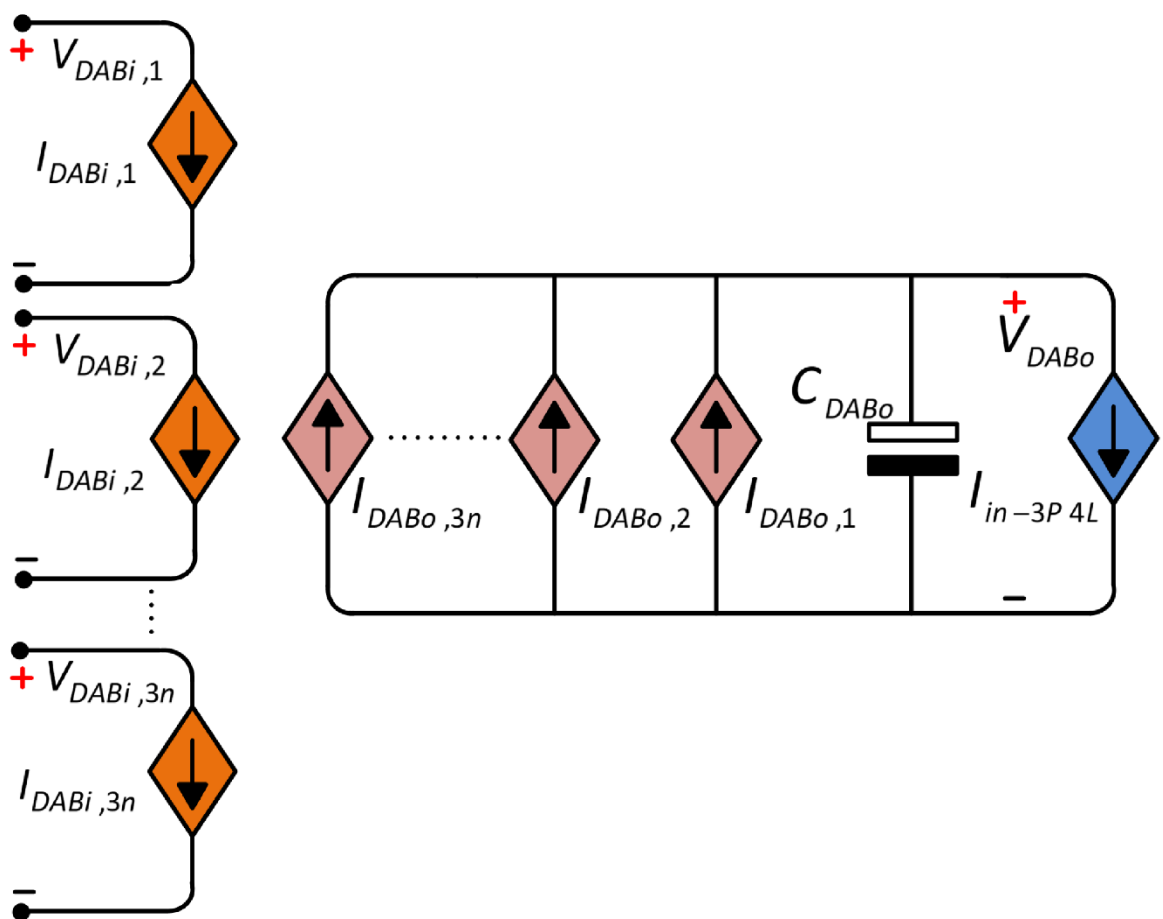 + V_DABi,1
I_DABi,1
−
+ V_DABi,2
I_DABi,2
−
+ V_DABi,3n
I_DABi,3n
−
I_DABo,3n
I_DABo,2
I_DABo,1
C_DABo
+
V_DABo
I_in−3P 4L
−